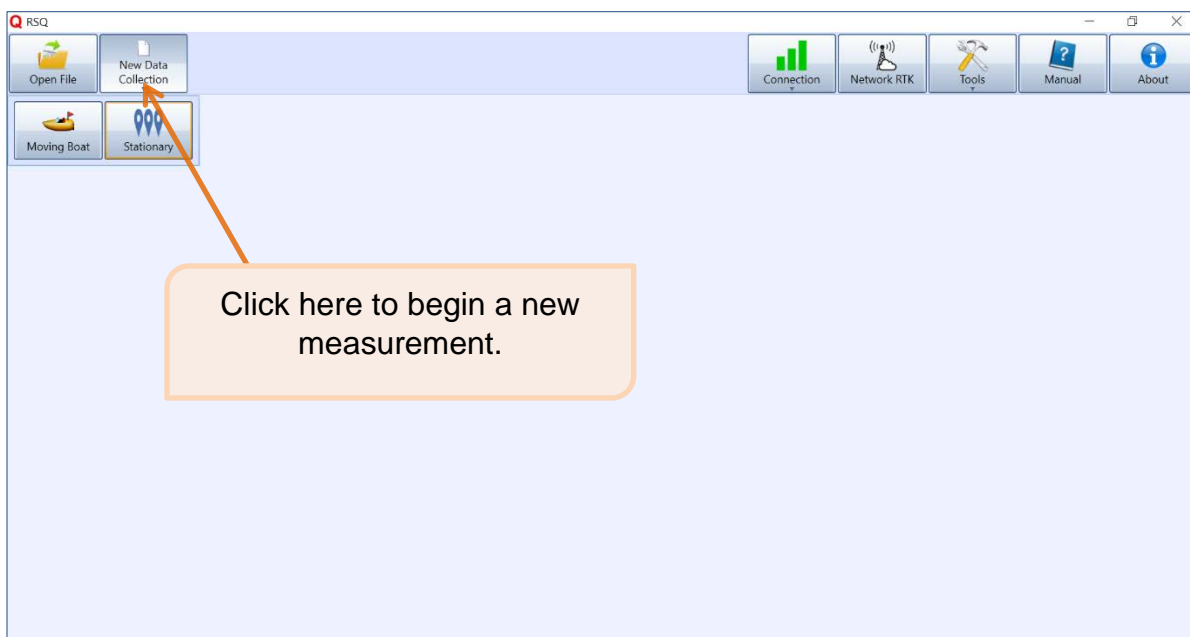 Q RSQ
Open File
New Data
Collection
Connection
Network RTK
Tools
?
Manual
i
About
Moving Boat
Stationary
Click here to begin a new
measurement.